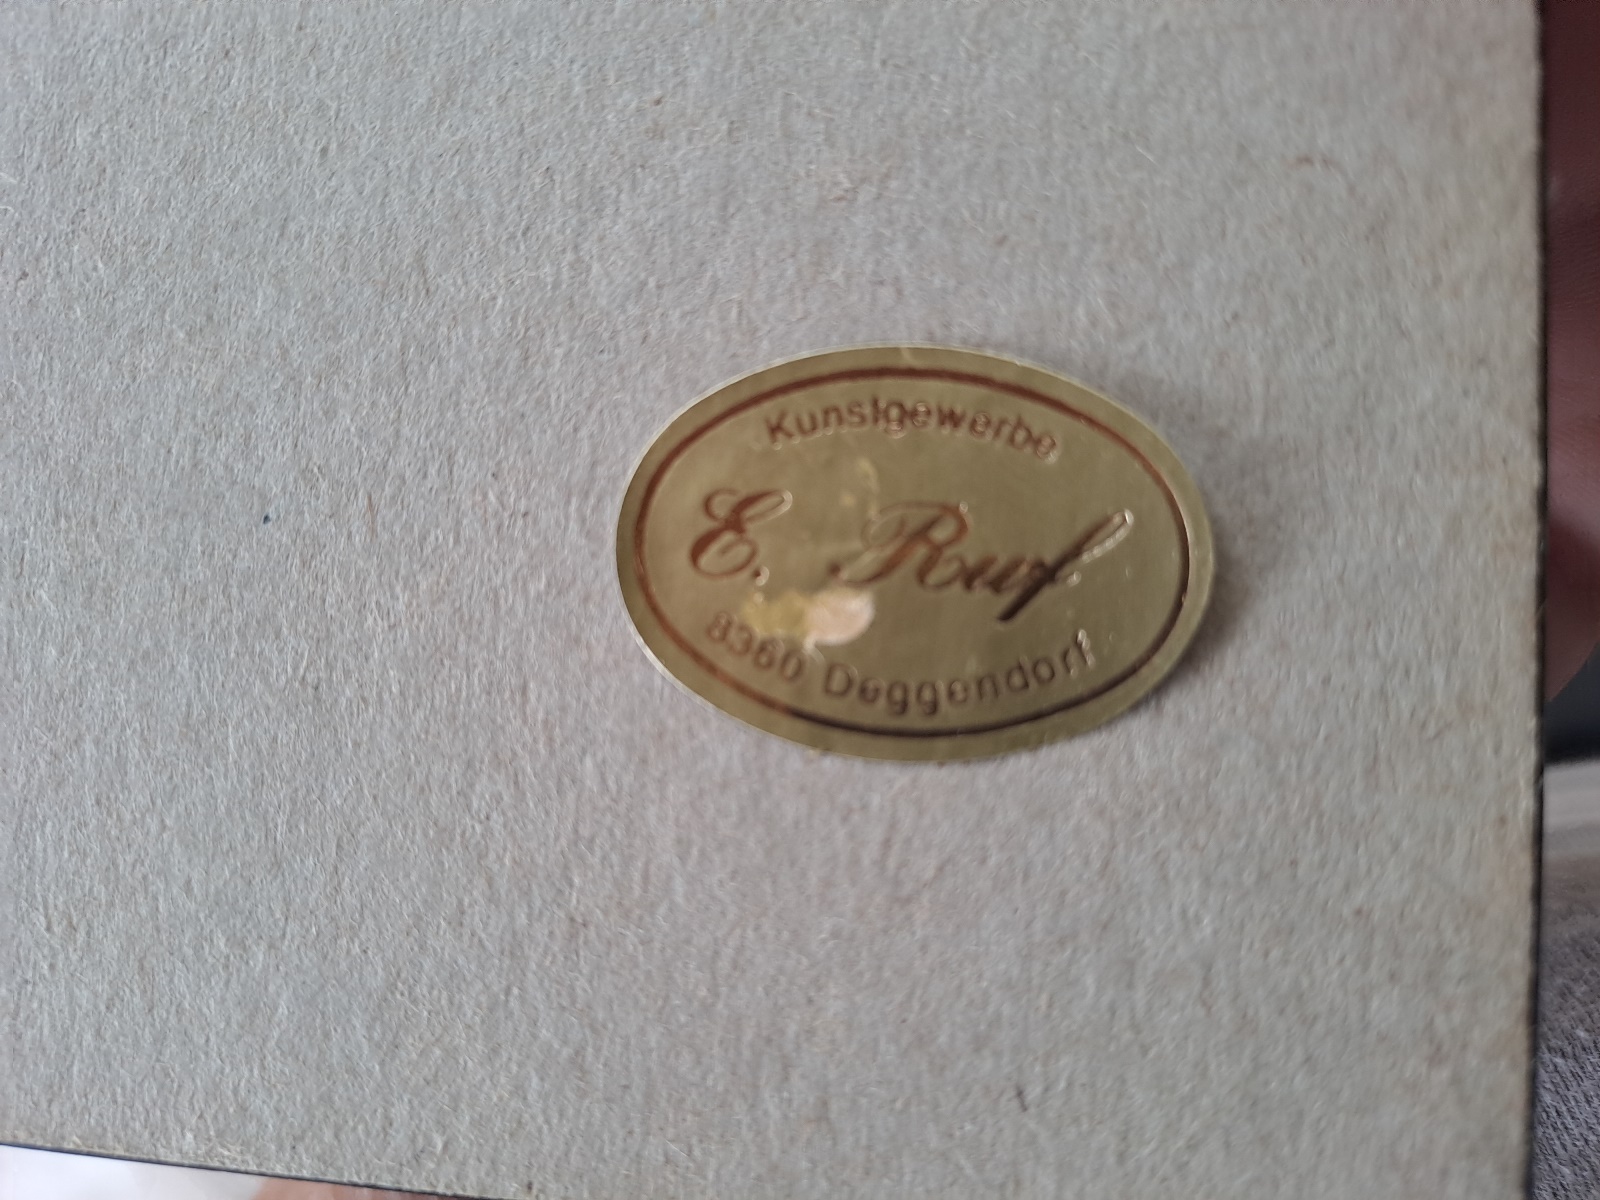 Kunstgewerbe
E. Ruf
8360 Deggendorf